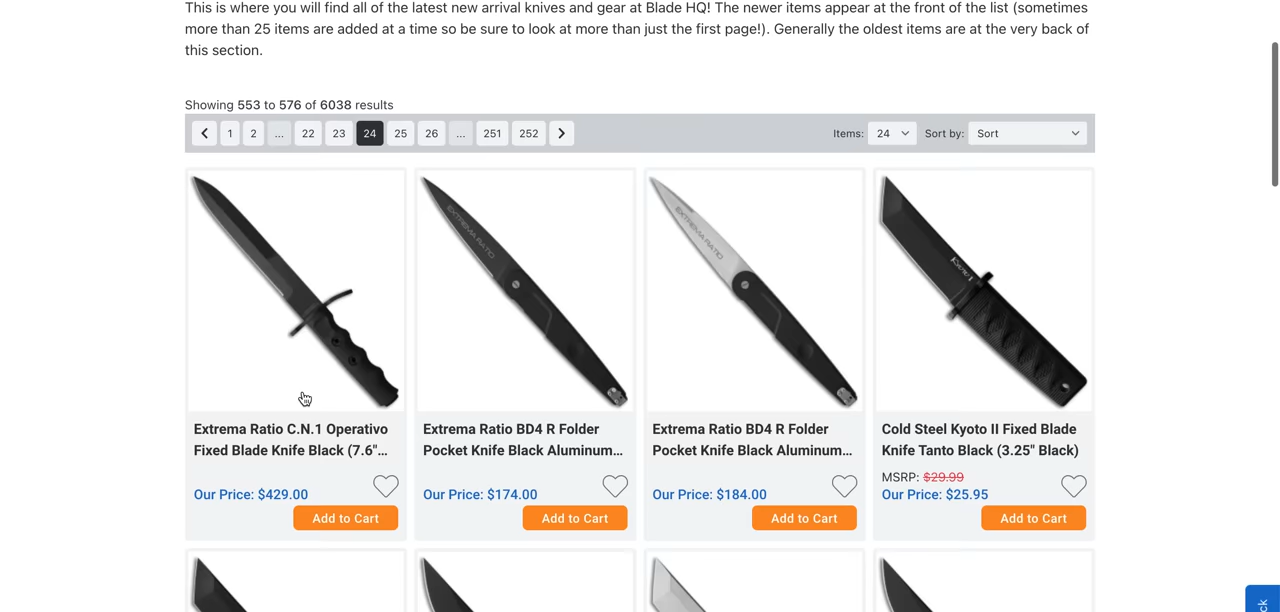 This is where you will find all of the latest new arrival knives and gear at Blade HQ! The newer items appear at the front of the list (sometimes
more than 25 items are added at a time so be sure to look at more than just the first page!). Generally the oldest items are at the very back of
this section.
Showing 553 to 576 of 6038 results
1 2 ... 22 23 24 25 26 ... 251 252 Items: 24 Sort by: Sort
EXTREMA RATIO
EXTREMA RATIO
Extrema Ratio C.N.1 Operativo
Fixed Blade Knife Black (7.6"...
Our Price: $429.00
Add to Cart
Extrema Ratio BD4 R Folder
Pocket Knife Black Aluminum...
Our Price: $174.00
Add to Cart
Extrema Ratio BD4 R Folder
Pocket Knife Black Aluminum...
Our Price: $184.00
Add to Cart
Cold Steel Kyoto II Fixed Blade
Knife Tanto Black (3.25" Black)
MSRP: $29.99
Our Price: $25.95
Add to Cart